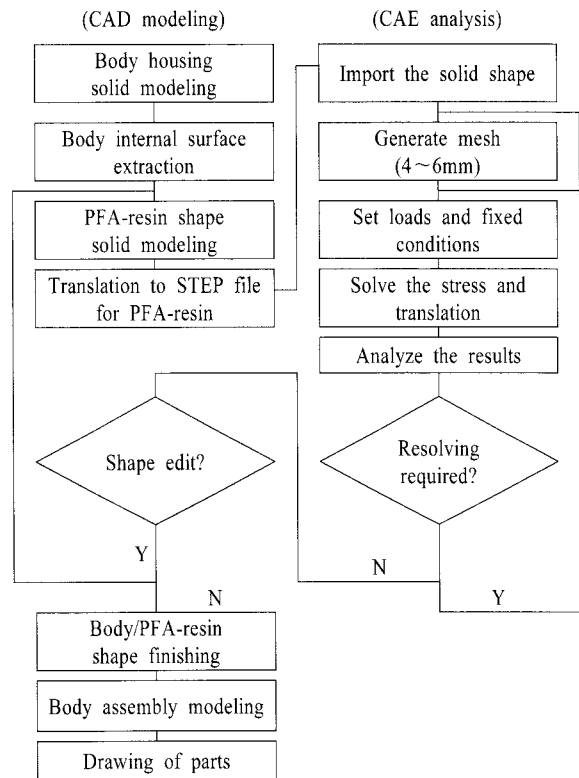 (CAD modeling)
Body housing
solid modeling
Body internal surface
extraction
PFA-resin shape
solid modeling
Translation to STEP file
for PFA-resin
Shape edit?
Y
N
Body/PFA-resin
shape finishing
Body assembly modeling
Drawing of parts
(CAE analysis)
Import the solid shape
Generate mesh
(4~6mm)
Set loads and fixed
conditions
Solve the stress and
translation
Analyze the results
Resolving
required?
N
Y